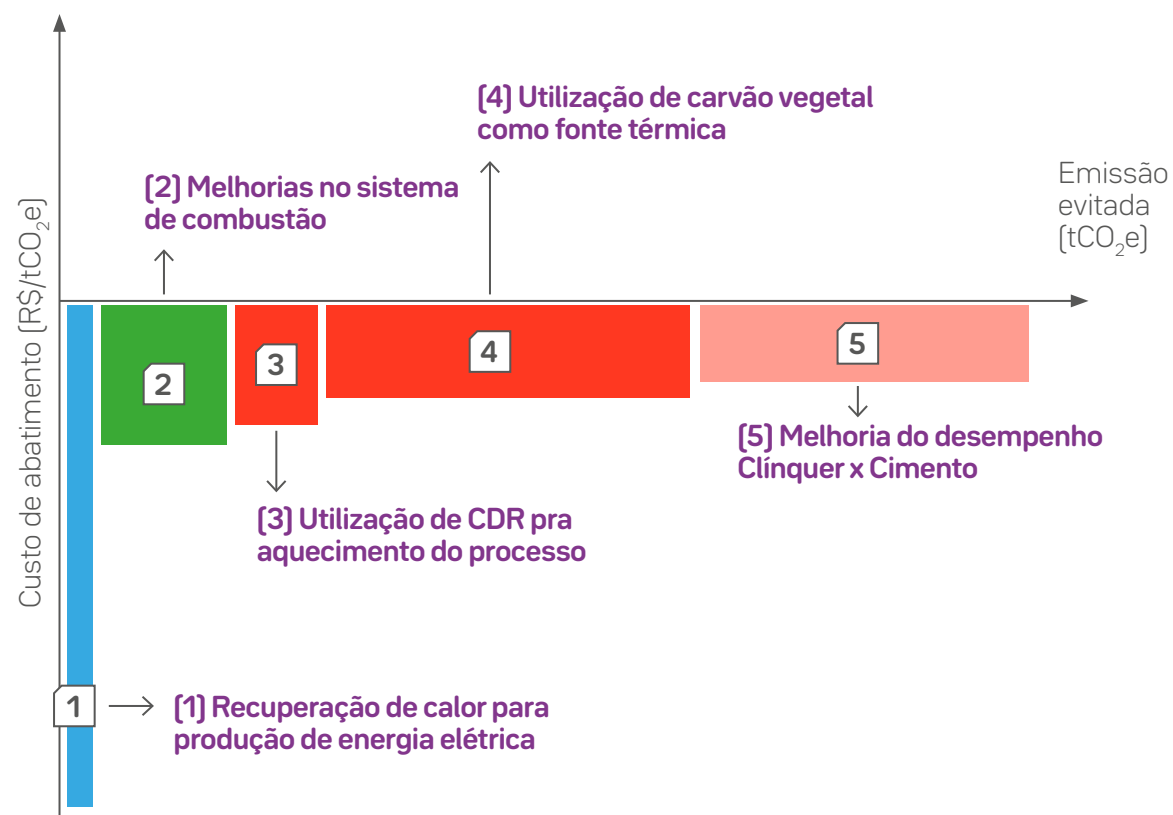 (4) Utilização de carvão vegetal
como fonte térmica
Emissão
evitada
(tCO₂e)
(2) Melhorias no sistema
de combustão
Custo de abatimento (R$/tCO₂e)
2
3
4
5
(5) Melhoria do desempenho
Clínquer x Cimento
(3) Utilização de CDR pra
aquecimento do processo
1
(1) Recuperação de calor para
produção de energia elétrica